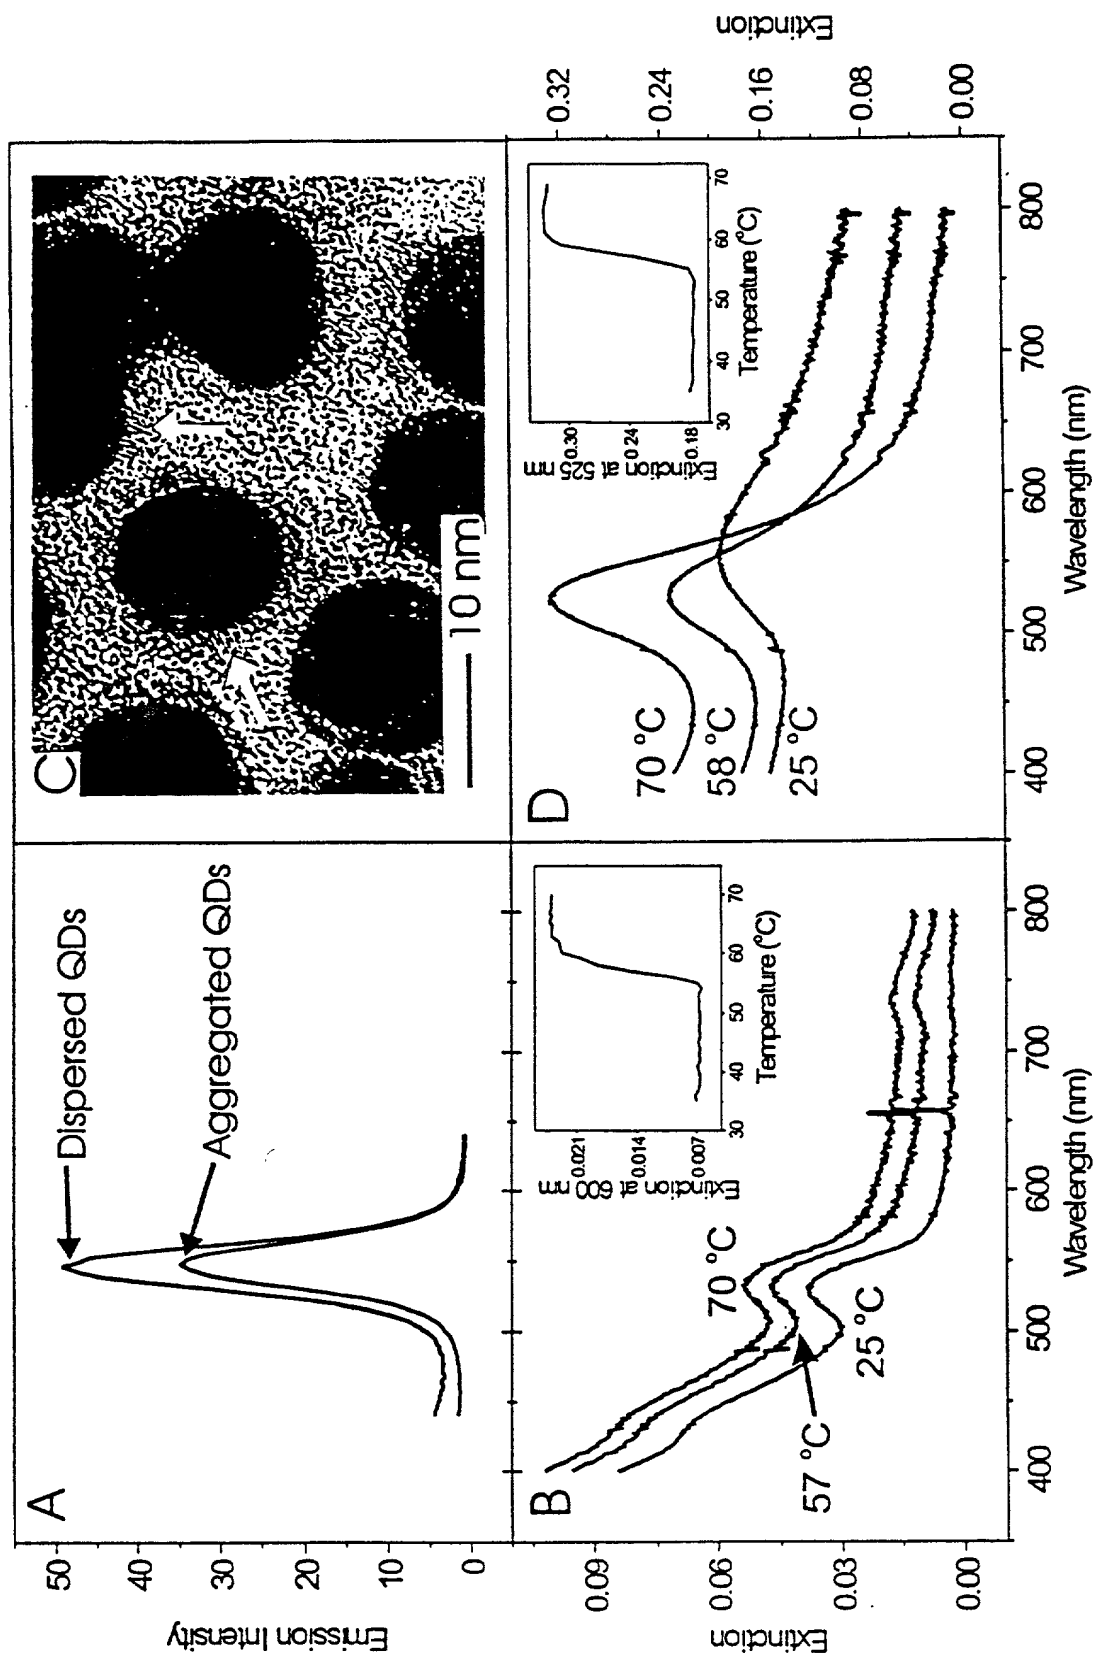 A
Dispersed QDs
Aggregated QDs
50
40
30
20
10
0
Emission Intensity
C
10 nm
B
70 °C
57 °C
25 °C
0.09
0.06
0.03
0.00
Extinction
400
500
600
700
800
Wavelength (nm)
Extinction at 600 nm
0.021
0.014
0.007
30
40
50
60
70
Temperature (°C)
D
70 °C
58 °C
25 °C
0.32
0.24
0.16
0.08
0.00
Extinction
400
500
600
700
800
Wavelength (nm)
Extinction at 525 nm
0.30
0.24
0.18
30
40
50
60
70
Temperature (°C)